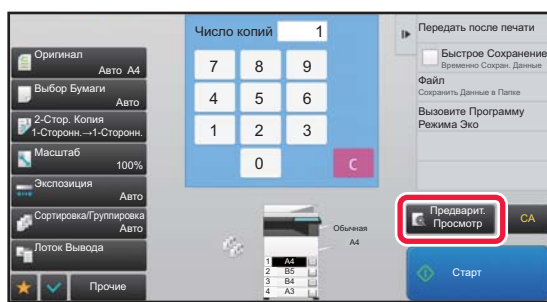 Число копий 1
Передать после печати
Быстрое Сохранение
Временно Сохран. Данные
Файл
Сохранить Данные в Папке
Вызовите Программу
Режима Эко
Оригинал
Авто A4
Выбор Бумаги
Авто
2-Стор. Копия
1-Сторонн.→1-Сторонн.
Масштаб
100%
Экспозиция
Авто
Сортировка/Группировка
Авто
Лоток Вывода
Прочие
7 8 9
4 5 6
1 2 3
0 C
Обычная
A4
1 A4
2 B5
3 B4
4 A3
Предварит.
Просмотр
CA
Старт